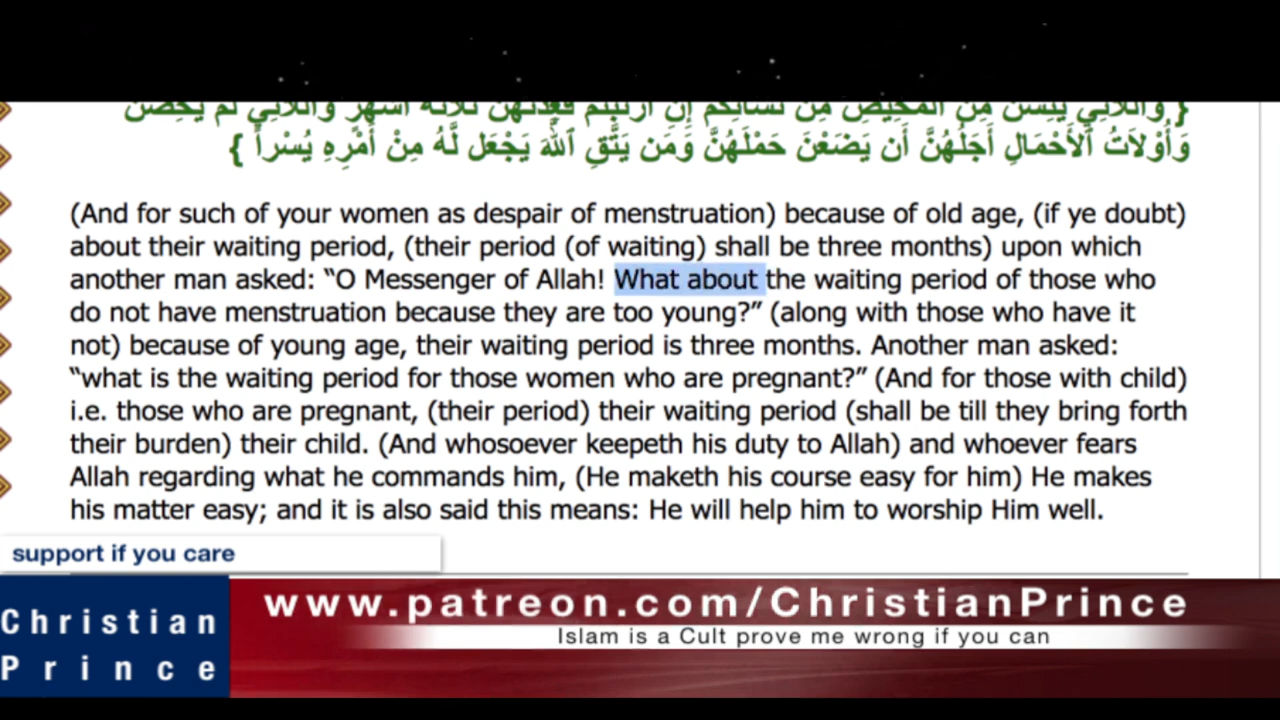 { وَٱللاَّئِي يَئِسْنَ مِنَ ٱلْمَحِيضِ مِن نِّسَآئِكُمْ إِنِ ٱرْتَبْتُمْ فَعِدَّتُهُنَّ ثَلاَثَةُ أَشْهُرٍ وَٱللاَّئِي لَمْ يَحِضْنَ
وَأُوْلاَتُ ٱلأَحْمَالِ أَجَلُهُنَّ أَن يَضَعْنَ حَمْلَهُنَّ وَمَن يَتَّقِ ٱللَّهَ يَجْعَل لَّهُ مِنْ أَمْرِهِ يُسْراً }
(And for such of your women as despair of menstruation) because of old age, (if ye doubt)
about their waiting period, (their period (of waiting) shall be three months) upon which
another man asked: “O Messenger of Allah! What about the waiting period of those who
do not have menstruation because they are too young?” (along with those who have it
not) because of young age, their waiting period is three months. Another man asked:
“what is the waiting period for those women who are pregnant?” (And for those with child)
i.e. those who are pregnant, (their period) their waiting period (shall be till they bring forth
their burden) their child. (And whosoever keepeth his duty to Allah) and whoever fears
Allah regarding what he commands him, (He maketh his course easy for him) He makes
his matter easy; and it is also said this means: He will help him to worship Him well.
support if you care
Christian
Prince
www.patreon.com/ChristianPrince
Islam is a Cult prove me wrong if you can